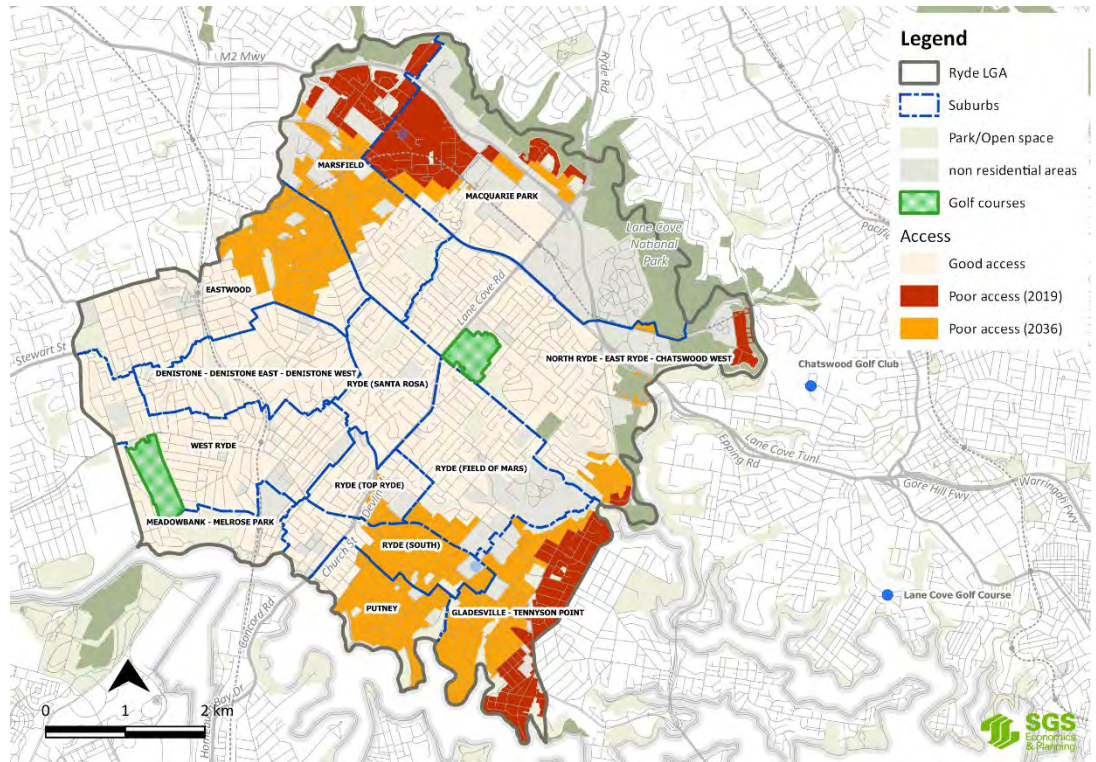 M2 Mwy
Ryde Rd
MARSFIELD
MACQUARIE PARK
Lane Cove
National
Park
Pacific
EASTWOOD
Lane Cove Rd
Stewart St
DENISTONE - DENISTONE EAST - DENISTONE WEST
RYDE (SANTA ROSA)
NORTH RYDE - EAST RYDE - CHATSWOOD WEST
Chatswood Golf Club
WEST RYDE
RYDE (FIELD OF MARS)
Epping Rd
Lane Cove Tunl
Gore Hill Fwy
Warringah Fwy
RYDE (TOP RYDE)
Devlin
MEADOWBANK - MELROSE PARK
Church St
RYDE (SOUTH)
PUTNEY
GLADESVILLE - TENNYSON POINT
Lane Cove Golf Course
Concord Rd
Bay Dr
0 1 2 km
Legend
Ryde LGA
Suburbs
Park/Open space
non residential areas
Golf courses
Access
Good access
Poor access (2019)
Poor access (2036)
SGS
Economics
& Planning